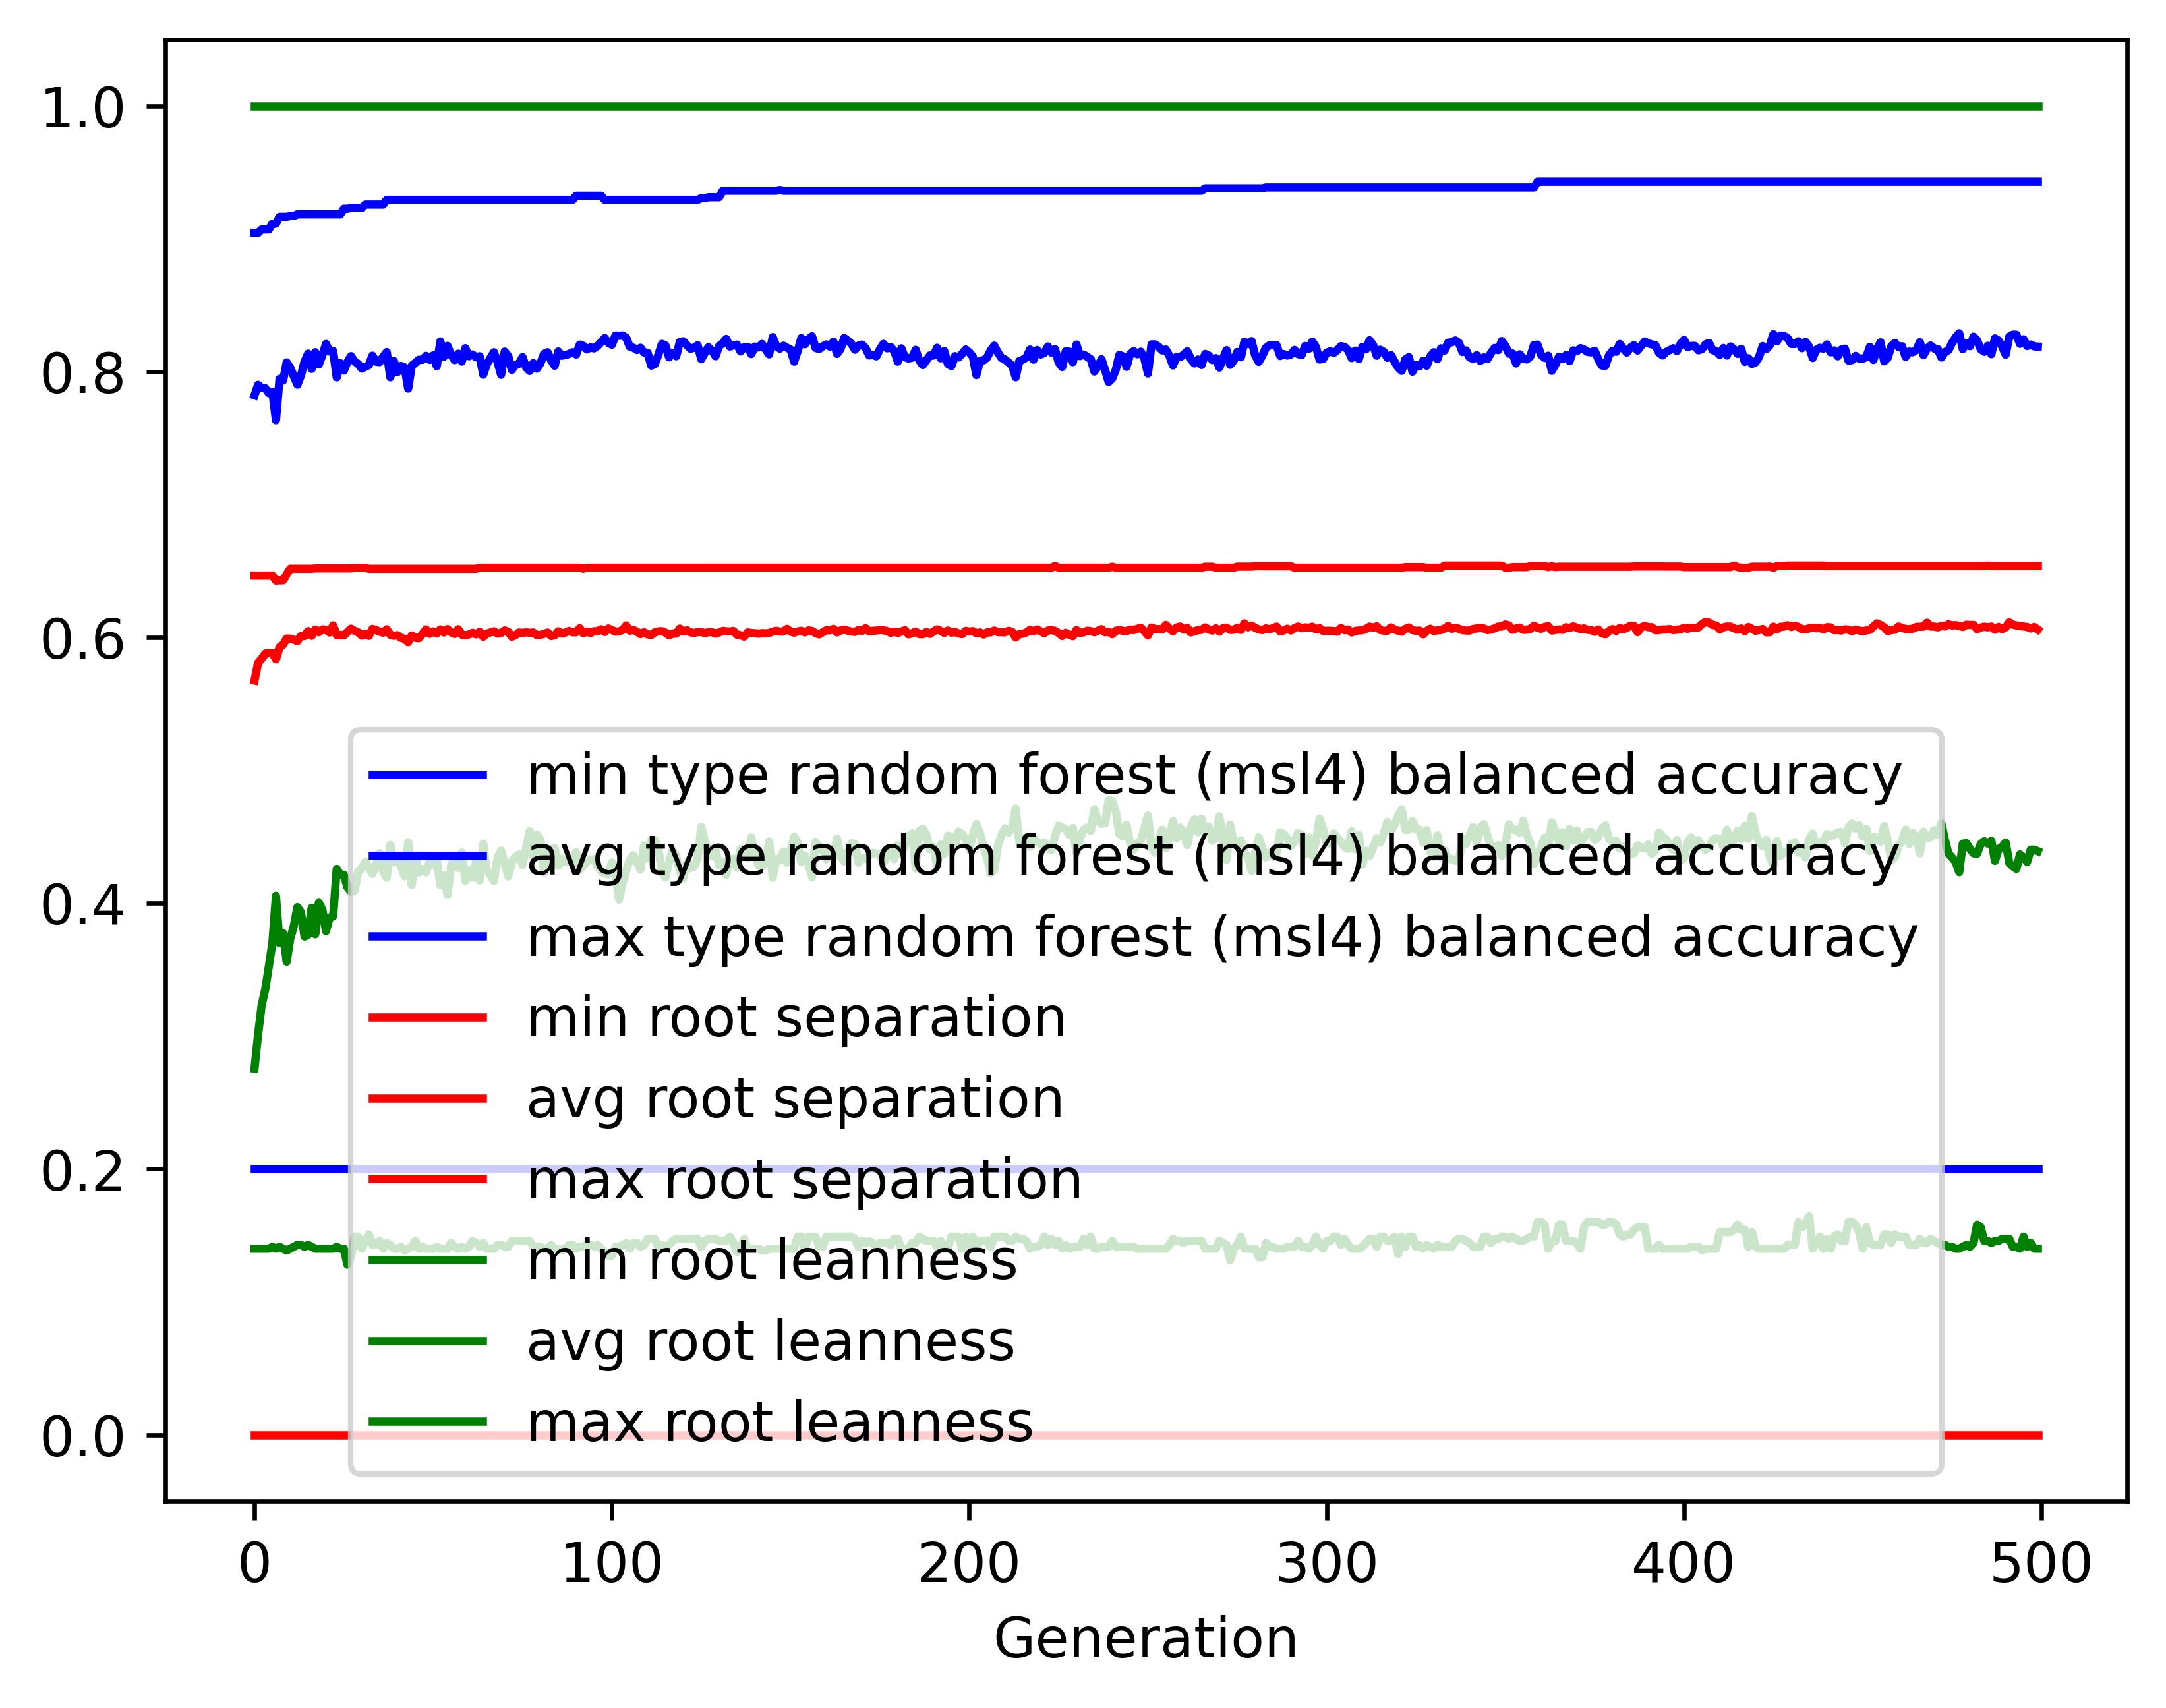 1.0
0.8
0.6
0.4
0.2
0.0
min type random forest (msl4) balanced accuracy
avg type random forest (msl4) balanced accuracy
max type random forest (msl4) balanced accuracy
min root separation
avg root separation
max root separation
min root leanness
avg root leanness
max root leanness
0 100 200 300 400 500
Generation